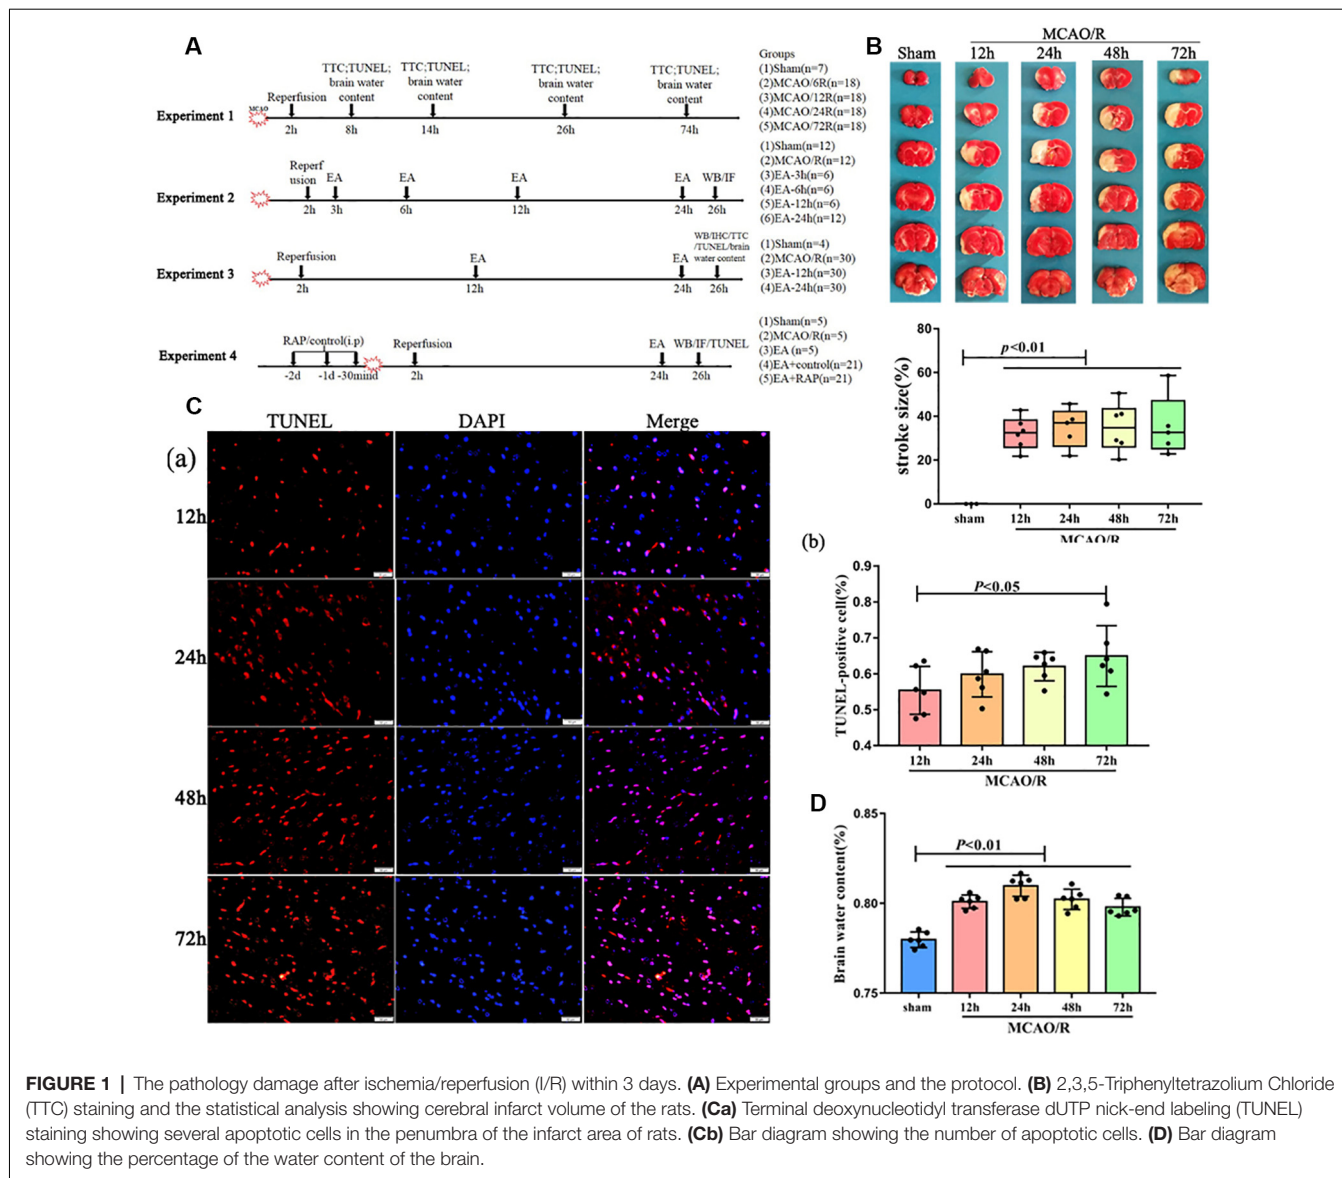 A
Groups
TTC;TUNEL; TTC;TUNEL; TTC;TUNEL; TTC;TUNEL;
brain water brain water brain water brain water
Reperfusion content content content content
Experiment 1
MCAO
2h 8h 14h 26h 74h
(1)Sham(n=7)
(2)MCAO/6R(n=18)
(3)MCAO/12R(n=18)
(4)MCAO/24R(n=18)
(5)MCAO/72R(n=18)
Reperf
usion EA EA EA EA WB/IF
Experiment 2
2h 3h 6h 12h 24h 26h
(1)Sham(n=12)
(2)MCAO/R(n=12)
(3)EA-3h(n=6)
(4)EA-6h(n=6)
(5)EA-12h(n=6)
(6)EA-24h(n=12)
WB/IHC/TTC
/TUNEL/brain
water content
Reperfusion EA EA
Experiment 3
2h 12h 24h 26h
(1)Sham(n=4)
(2)MCAO/R(n=30)
(3)EA-12h(n=30)
(4)EA-24h(n=30)
RAP/control(i.p) Reperfusion EA WB/IF/TUNEL
Experiment 4
-2d -1d -30mind 2h 24h 26h
(1)Sham(n=5)
(2)MCAO/R(n=5)
(3)EA (n=5)
(4)EA+control(n=21)
(5)EA+RAP(n=21)
B
MCAO/R
Sham 12h 24h 48h 72h
80
60
40
20
0
stroke size(%)
p<0.01
sham 12h 24h 48h 72h
MCAO/R
C
TUNEL DAPI Merge
(a)
12h
24h
48h
72h
(b)
0.9
0.8
0.7
0.6
0.5
0.4
TUNEL-positive cell(%)
P<0.05
12h 24h 48h 72h
MCAO/R
D
0.85
0.80
0.75
Brain water content(%)
P<0.01
sham 12h 24h 48h 72h
MCAO/R
FIGURE 1 | The pathology damage after ischemia/reperfusion (I/R) within 3 days. (A) Experimental groups and the protocol. (B) 2,3,5-Triphenyltetrazolium Chloride
(TTC) staining and the statistical analysis showing cerebral infarct volume of the rats. (Ca) Terminal deoxynucleotidyl transferase dUTP nick-end labeling (TUNEL)
staining showing several apoptotic cells in the penumbra of the infarct area of rats. (Cb) Bar diagram showing the number of apoptotic cells. (D) Bar diagram
showing the percentage of the water content of the brain.